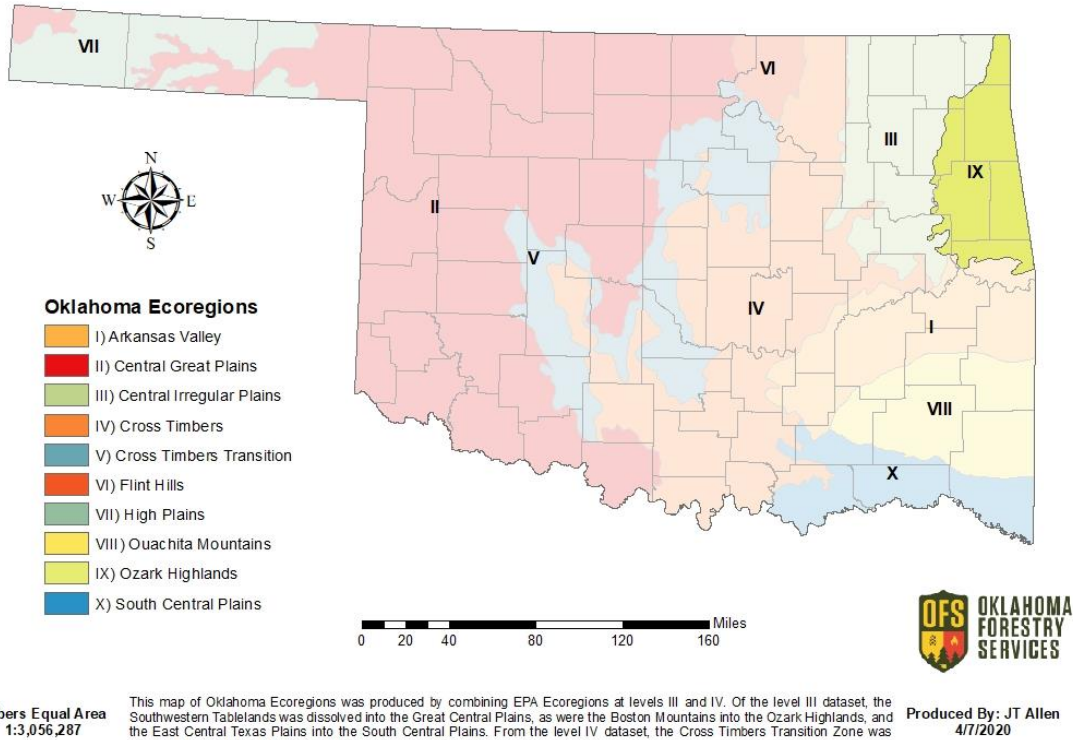 VII
VI
III
IX
N
W E
S
II
V
IV
I
VIII
X
Oklahoma Ecoregions
I) Arkansas Valley
II) Central Great Plains
III) Central Irregular Plains
IV) Cross Timbers
V) Cross Timbers Transition
VI) Flint Hills
VII) High Plains
VIII) Ouachita Mountains
IX) Ozark Highlands
X) South Central Plains
Miles
0 20 40 80 120 160
OFS OKLAHOMA
FORESTRY
SERVICES
Equal Area
1:3,056,287
This map of Oklahoma Ecoregions was produced by combining EPA Ecoregions at levels III and IV. Of the level III dataset, the
Southwestern Tablelands was dissolved into the Great Central Plains, as were the Boston Mountains into the Ozark Highlands, and
the East Central Texas Plains into the South Central Plains. From the level IV dataset, the Cross Timbers Transition Zone was
Produced By: JT Allen
4/7/2020